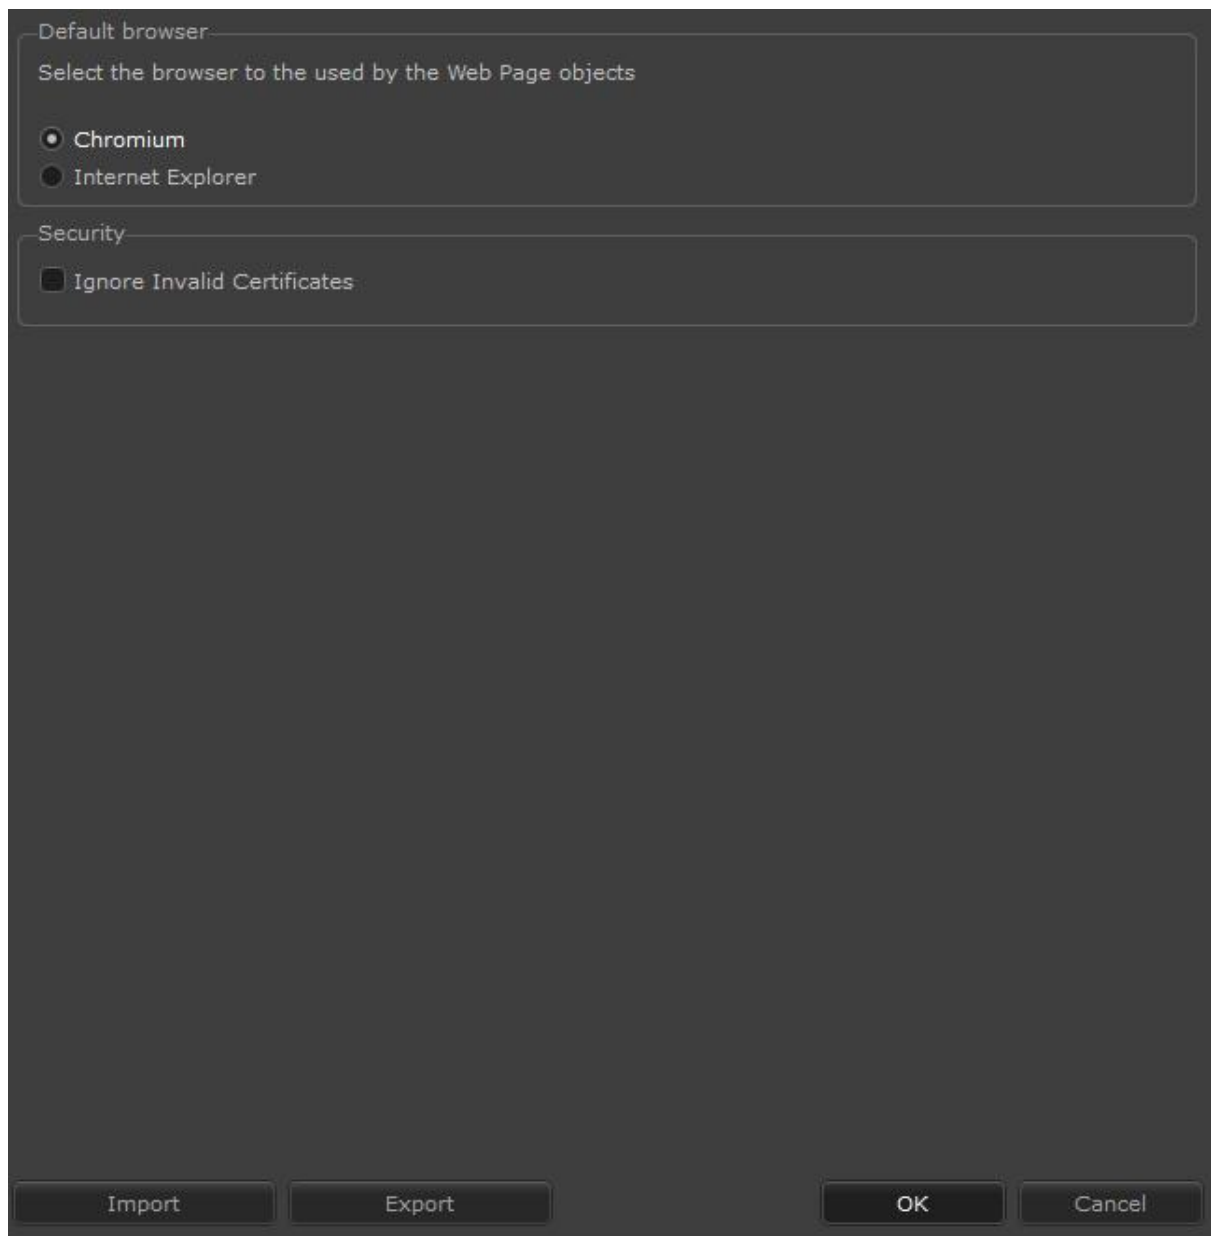 Default browser
Select the browser to the used by the Web Page objects
Chromium
Internet Explorer
Security
Ignore Invalid Certificates
Import Export OK Cancel